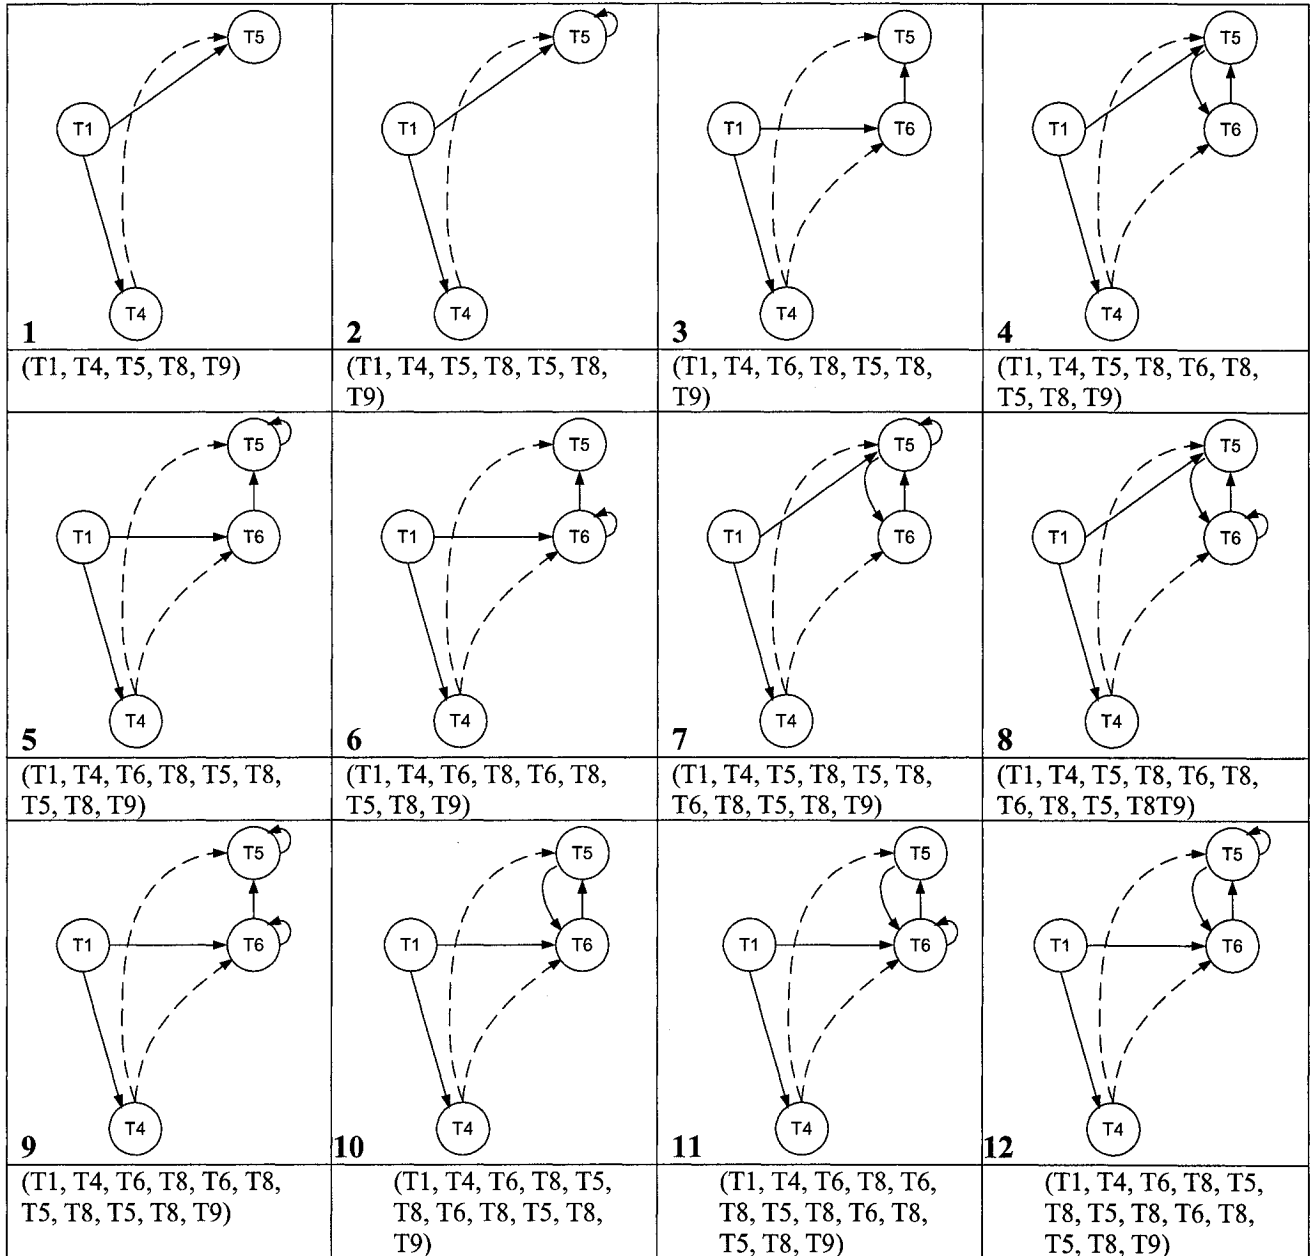 T5
T1
T4
1
(T1, T4, T5, T8, T9)
T5
T1
T4
2
(T1, T4, T5, T8, T5, T8,
T9)
T5
T1
T6
T4
3
(T1, T4, T6, T8, T5, T8,
T9)
T5
T1
T6
T4
4
(T1, T4, T5, T8, T6, T8,
T5, T8, T9)
T5
T1
T6
T4
5
(T1, T4, T6, T8, T5, T8,
T5, T8, T9)
T5
T1
T6
T4
6
(T1, T4, T6, T8, T6, T8,
T5, T8, T9)
T5
T1
T6
T4
7
(T1, T4, T5, T8, T5, T8,
T6, T8, T5, T8, T9)
T5
T1
T6
T4
8
(T1, T4, T5, T8, T6, T8,
T6, T8, T5, T8T9)
T5
T1
T6
T4
9
(T1, T4, T6, T8, T6, T8,
T5, T8, T5, T8, T9)
T5
T1
T6
T4
10
(T1, T4, T6, T8, T5,
T8, T6, T8, T5, T8,
T9)
T5
T1
T6
T4
11
(T1, T4, T6, T8, T6,
T8, T5, T8, T6, T8,
T5, T8, T9)
T5
T1
T6
T4
12
(T1, T4, T6, T8, T5,
T8, T5, T8, T6, T8,
T5, T8, T9)